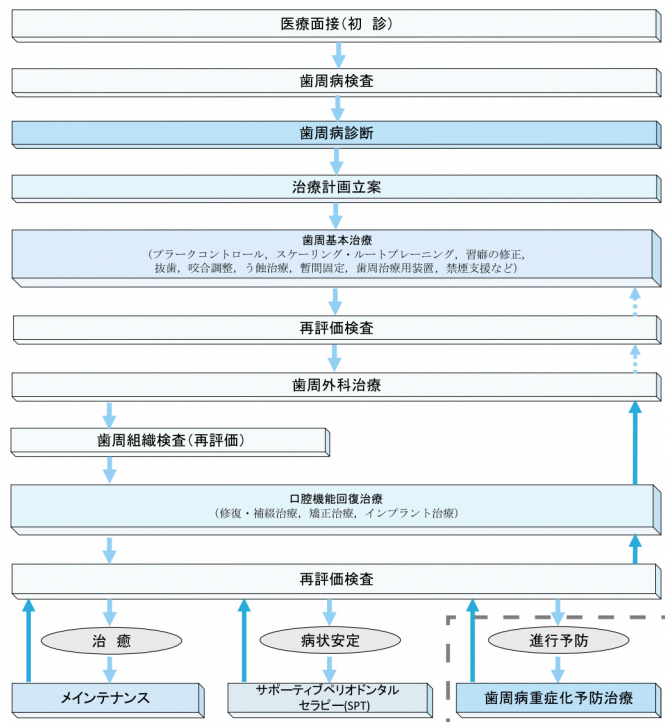 医療面接(初　診)
歯周病検査
歯周病診断
治療計画立案
歯周基本治療
(プラークコントロール，スケーリング・ルートプレーニング，習癖の修正，
抜歯，咬合調整，う蝕治療，暫間固定，歯周治療用装置，禁煙支援など)
再評価検査
歯周外科治療
歯周組織検査(再評価)
口腔機能回復治療
(修復・補綴治療，矯正治療，インプラント治療)
再評価検査
治　癒
病状安定
進行予防
メインテナンス
サポーティブペリオドンタル
セラピー(SPT)
歯周病重症化予防治療